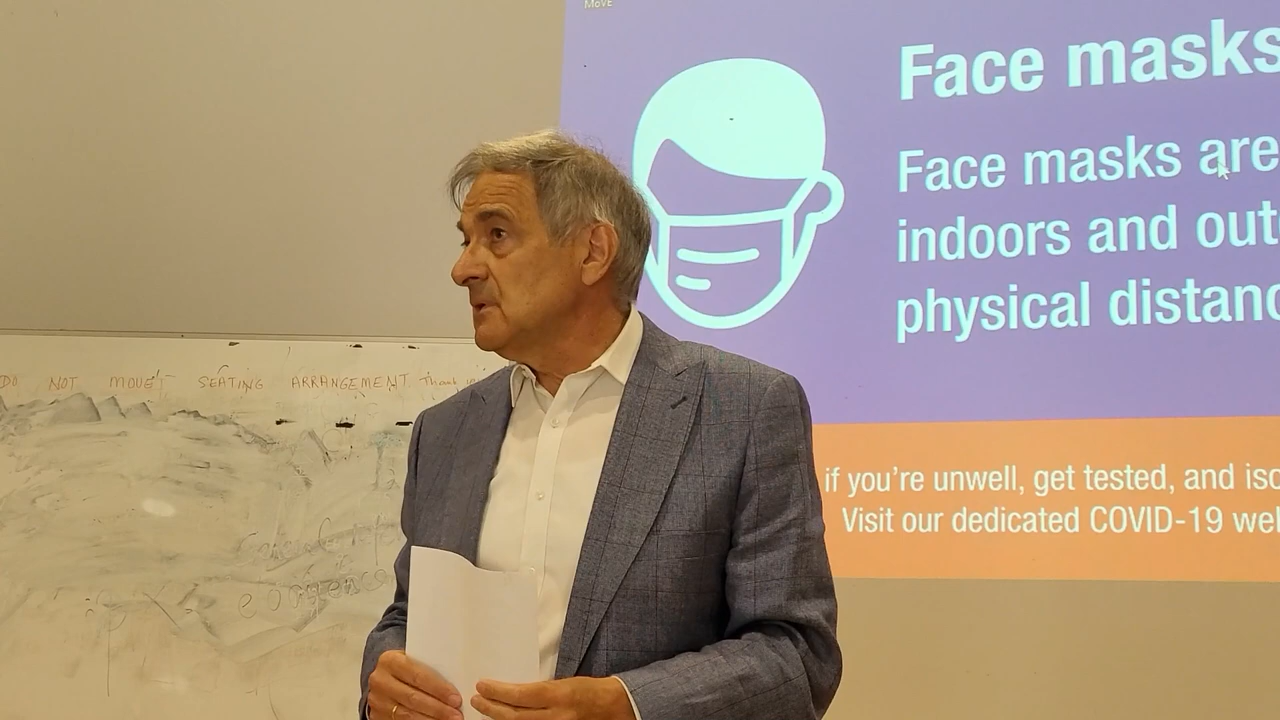 MoVE
Face masks
Face masks are
indoors and out
physical distanc
if you're unwell, get tested, and iso
Visit our dedicated COVID-19 we
DO NOT MOVE SEATING ARRANGEMENT Thank